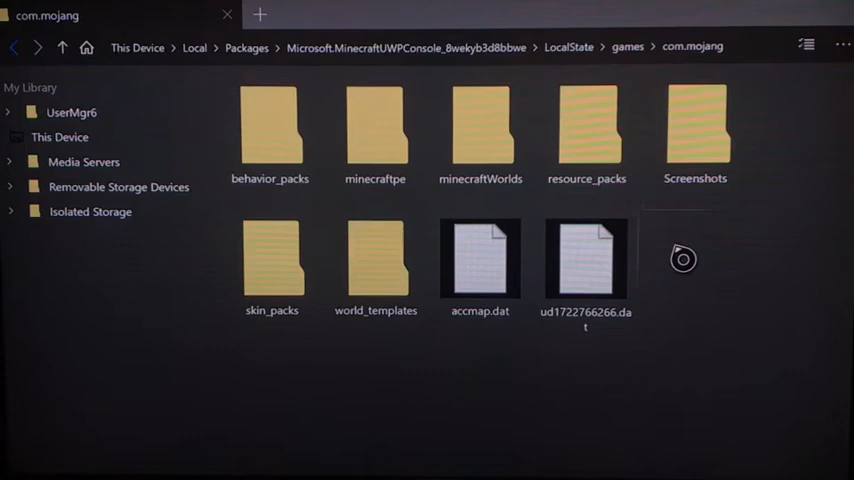 com.mojang
This Device > Local > Packages > Microsoft.MinecraftUWPConsole_8wekyb3d8bbwe > LocalState > games > com.mojang
My Library
UserMgr6
This Device
Media Servers
Removable Storage Devices
Isolated Storage
behavior_packs
minecraftpe
minecraftWorlds
resource_packs
Screenshots
skin_packs
world_templates
accmap.dat
ud1722766266.da
t